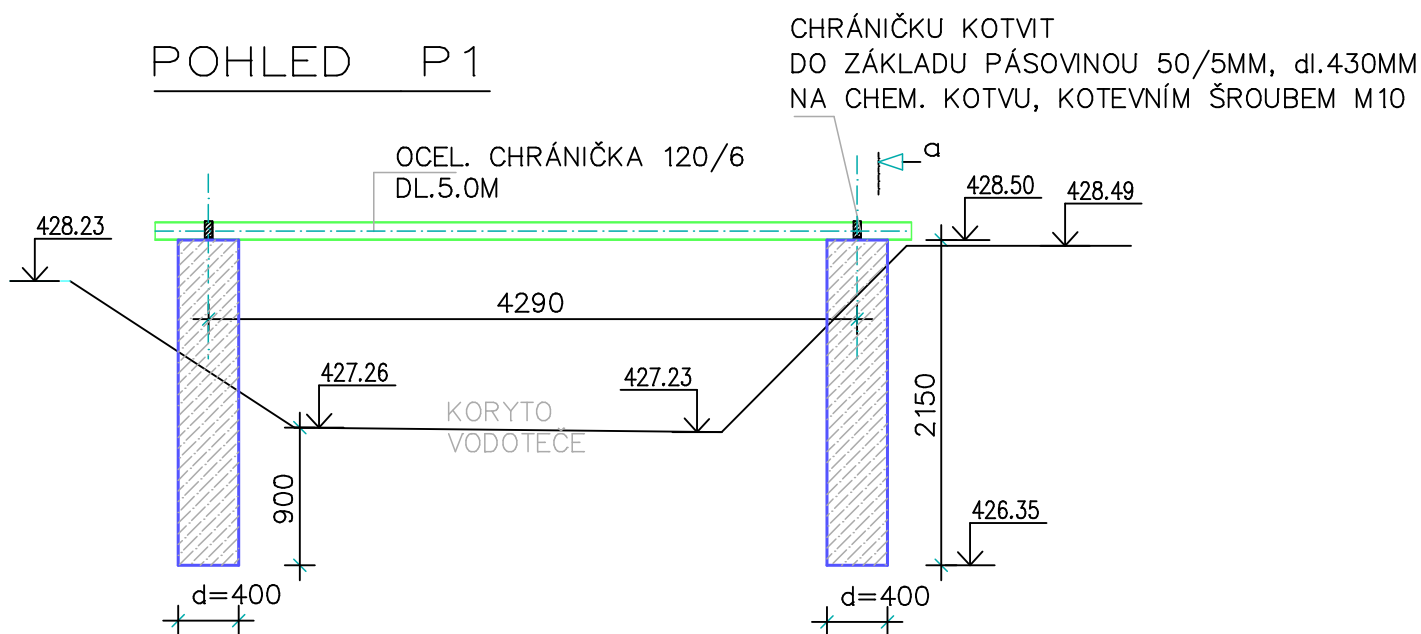 POHLED P1
CHRÁNIČKU KOTVIT
DO ZÁKLADU PÁSOVINOU 50/5MM, dl.430MM
NA CHEM. KOTVU, KOTEVNÍM ŠROUBEM M10
OCEL. CHRÁNIČKA 120/6
DL.5.0M
a
428.23
428.50
428.49
4290
427.26
427.23
KORYTO
VODOTEČE
2150
900
426.35
d=400
d=400